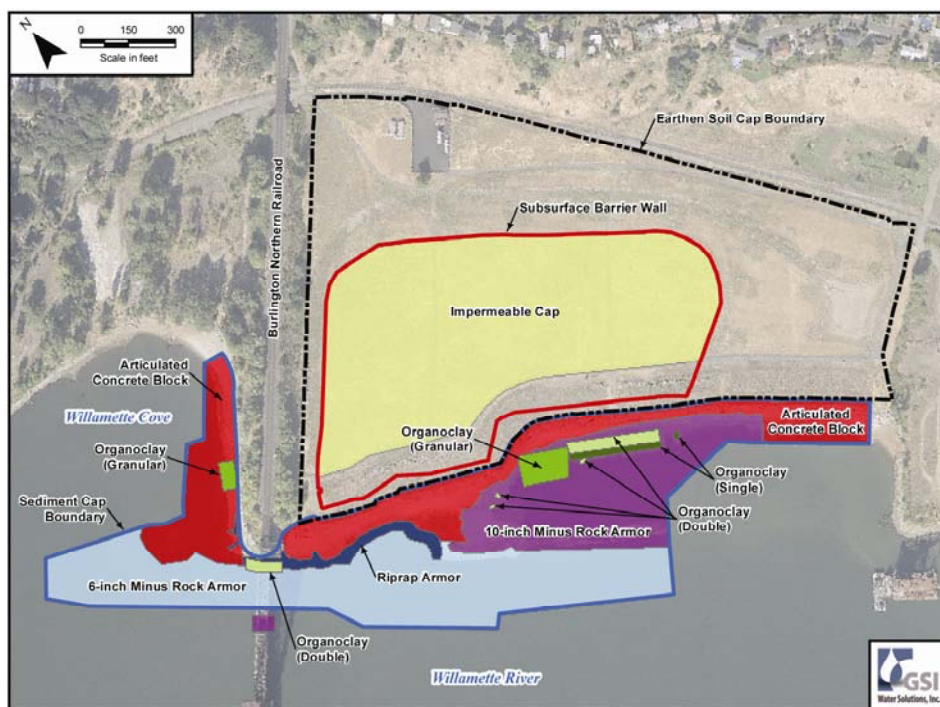 N
0 150 300
Scale in feet
Earthen Soil Cap Boundary
Subsurface Barrier Wall
Burlington Northern Railroad
Impermeable Cap
Articulated
Concrete Block
Willamette Cove
Organoclay
(Granular)
Sediment Cap
Boundary
Organoclay
(Granular)
Articulated
Concrete Block
Organoclay
(Single)
Organoclay
(Double)
10-inch Minus Rock Armor
Riprap Armor
6-inch Minus Rock Armor
Organoclay
(Double)
Willamette River
GSI
Water Solutions, Inc.